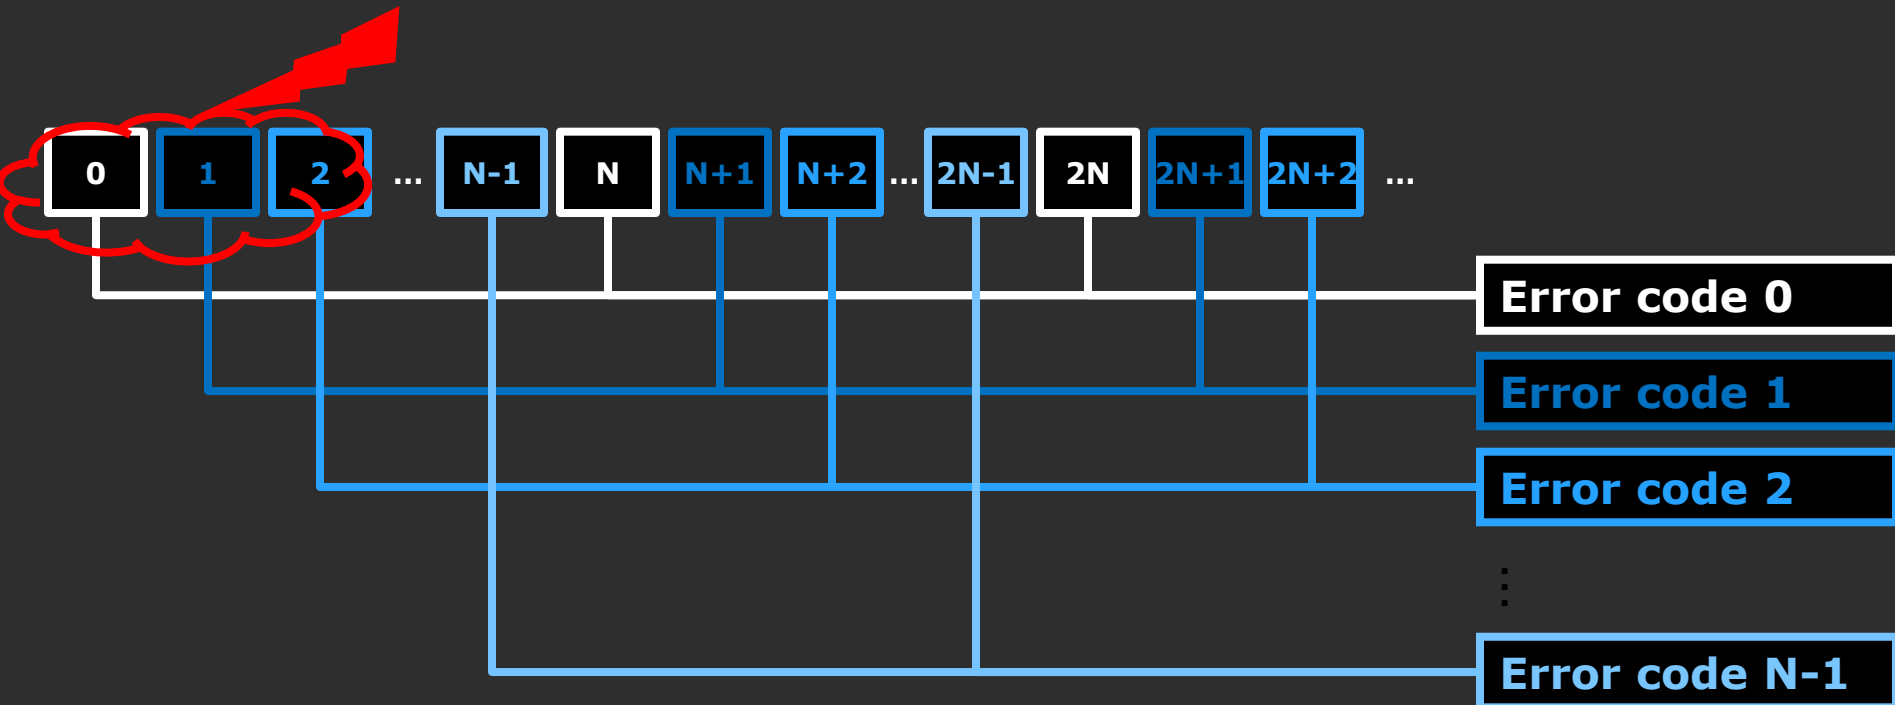 0 1 2 ... N-1 N N+1 N+2 ... 2N-1 2N 2N+1 2N+2 ...
Error code 0
Error code 1
Error code 2
...
Error code N-1